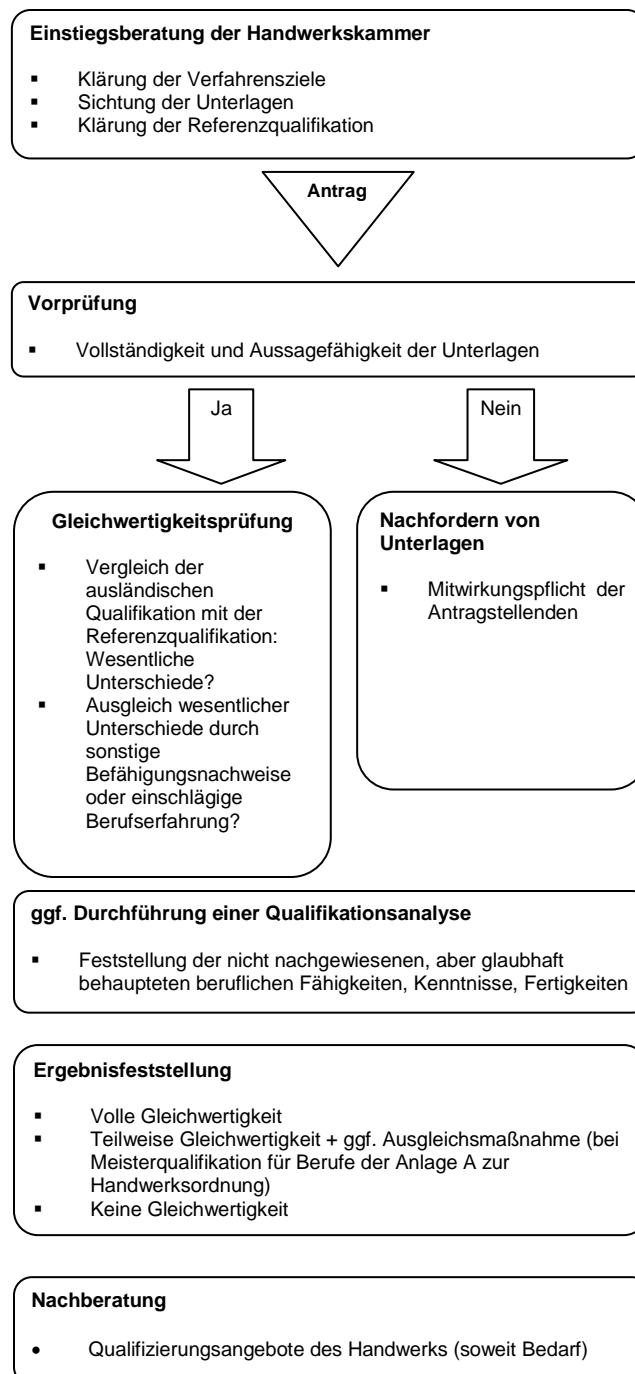 Einstiegsberatung der Handwerkskammer
▪ Klärung der Verfahrensziele
▪ Sichtung der Unterlagen
▪ Klärung der Referenzqualifikation
Antrag
Vorprüfung
▪ Vollständigkeit und Aussagefähigkeit der Unterlagen
Ja
Nein
Gleichwertigkeitsprüfung
▪ Vergleich der
ausländischen
Qualifikation mit der
Referenzqualifikation:
Wesentliche
Unterschiede?
▪ Ausgleich wesentlicher
Unterschiede durch
sonstige
Befähigungsnachweise
oder einschlägige
Berufserfahrung?
Nachfordern von
Unterlagen
▪ Mitwirkungspflicht der
Antragstellenden
ggf. Durchführung einer Qualifikationsanalyse
▪ Feststellung der nicht nachgewiesenen, aber glaubhaft
behaupteten beruflichen Fähigkeiten, Kenntnisse, Fertigkeiten
Ergebnisfeststellung
▪ Volle Gleichwertigkeit
▪ Teilweise Gleichwertigkeit + ggf. Ausgleichsmaßnahme (bei
Meisterqualifikation für Berufe der Anlage A zur
Handwerksordnung)
▪ Keine Gleichwertigkeit
Nachberatung
• Qualifizierungsangebote des Handwerks (soweit Bedarf)